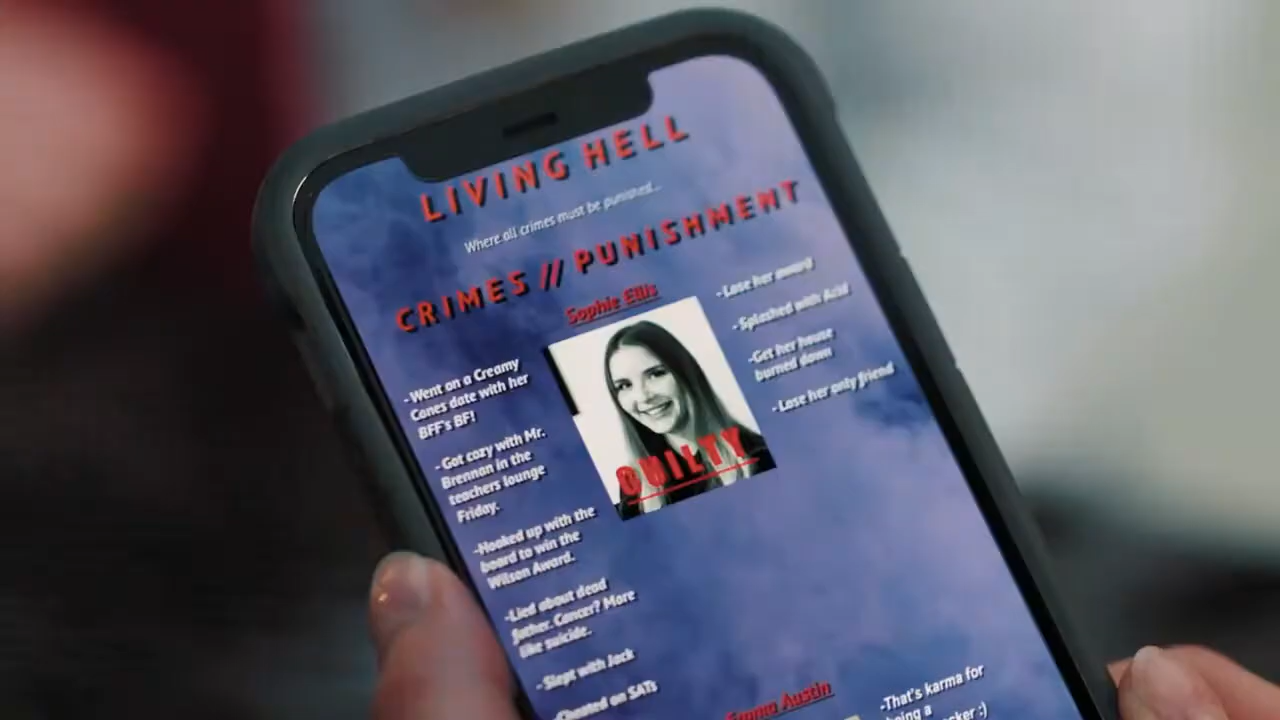 LIVING HELL
Where all crimes must be punished...
CRIMES // PUNISHMENT
Sophie Ellis
-Went on a Creamy
Canes date with her
BFF's BF!
-Got cozy with Mr.
Brennan in the
teachers lounge
Friday.
-Hooked up with the
board to win the
Wilson Award.
-Lied about dead
father. Cancer? More
like suicide.
-Slept with Jack
-Cheated on SATs
GUILTY
-Lose her award
-Splashed with Acid
-Get her house
burned down
-Lose her only friend
Emma Austin
-That's karma for
being a